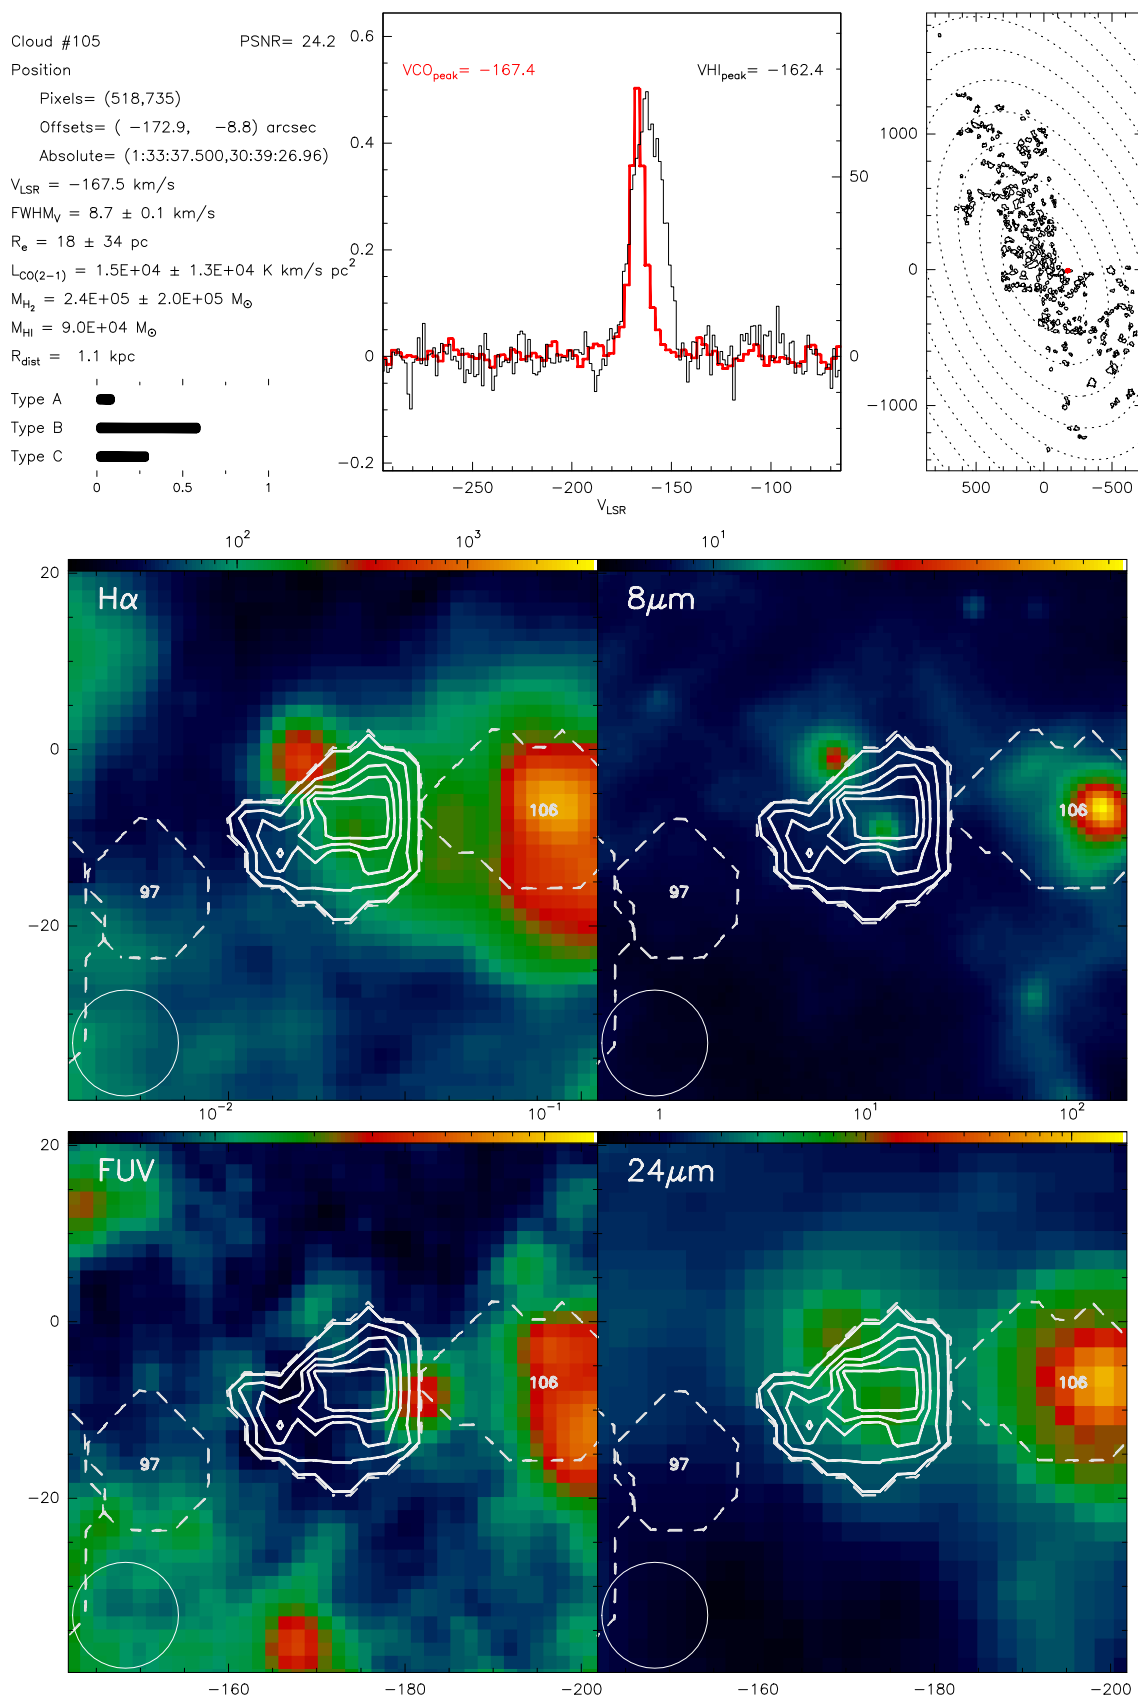 Cloud #105 PSNR= 24.2
Position
Pixels= (518,735)
Offsets= ( −172.9, −8.8) arcsec
Absolute= (1:33:37.500,30:39:26.96)
V_LSR = −167.5 km/s
FWHM_V = 8.7 ± 0.1 km/s
R_e = 18 ± 34 pc
L_CO(2−1) = 1.5E+04 ± 1.3E+04 K km/s pc²
M_H₂ = 2.4E+05 ± 2.0E+05 M⊙
M_HI = 9.0E+04 M⊙
R_dist = 1.1 kpc
Type A
Type B
Type C
0 0.5 1
VCO_peak= −167.4 VHI_peak= −162.4
0.6
0.4
0.2
0
−0.2
50
0
−250 −200 −150 −100
V_LSR
1000
0
−1000
500 0 −500
10² 10³ 10¹
Hα 8μm
20
0
−20
106 106
97 97
10⁻² 10⁻¹ 1 10¹ 10²
FUV 24μm
20
0
−20
106 106
97 97
−160 −180 −200 −160 −180 −200